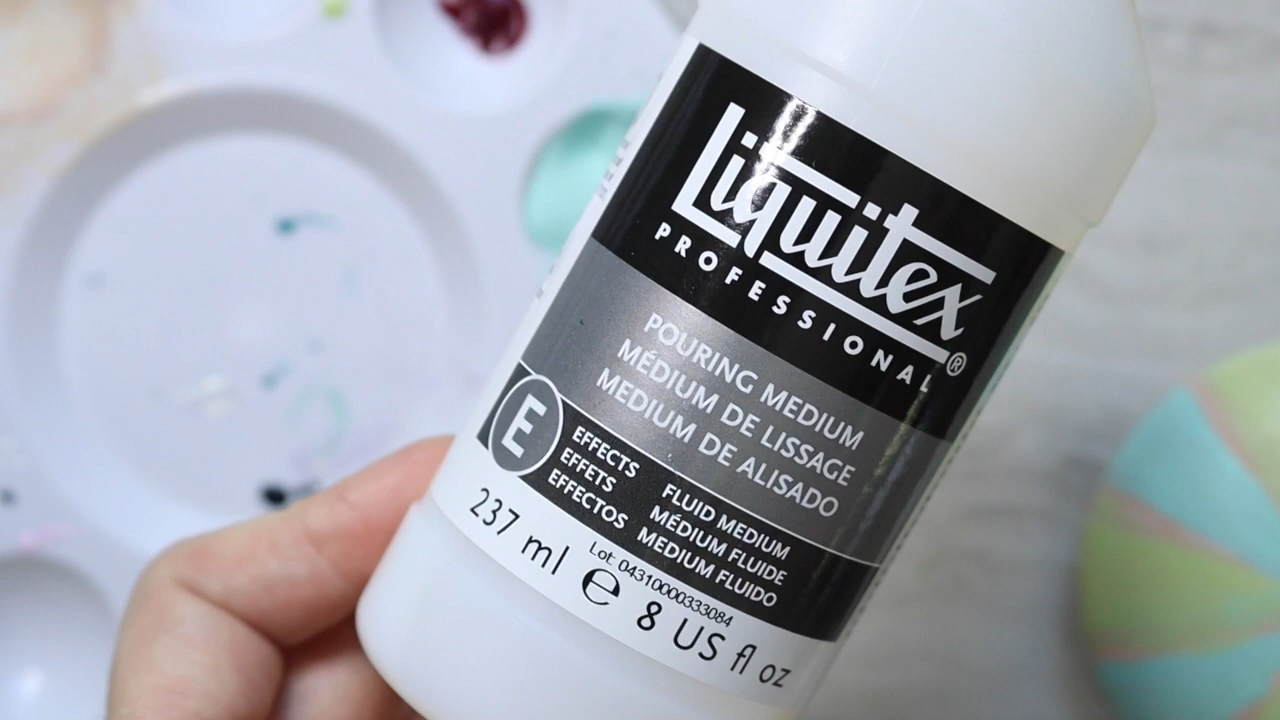 Liquitex
PROFESSIONAL®
POURING MEDIUM
MÉDIUM DE LISSAGE
MEDIUM DE ALISADO
E
EFFECTS
EFFETS
EFFECTOS
FLUID MEDIUM
MÉDIUM FLUIDE
MEDIUM FLUIDO
Lot: 04310000333084
237 ml ℮ 8 US fl oz